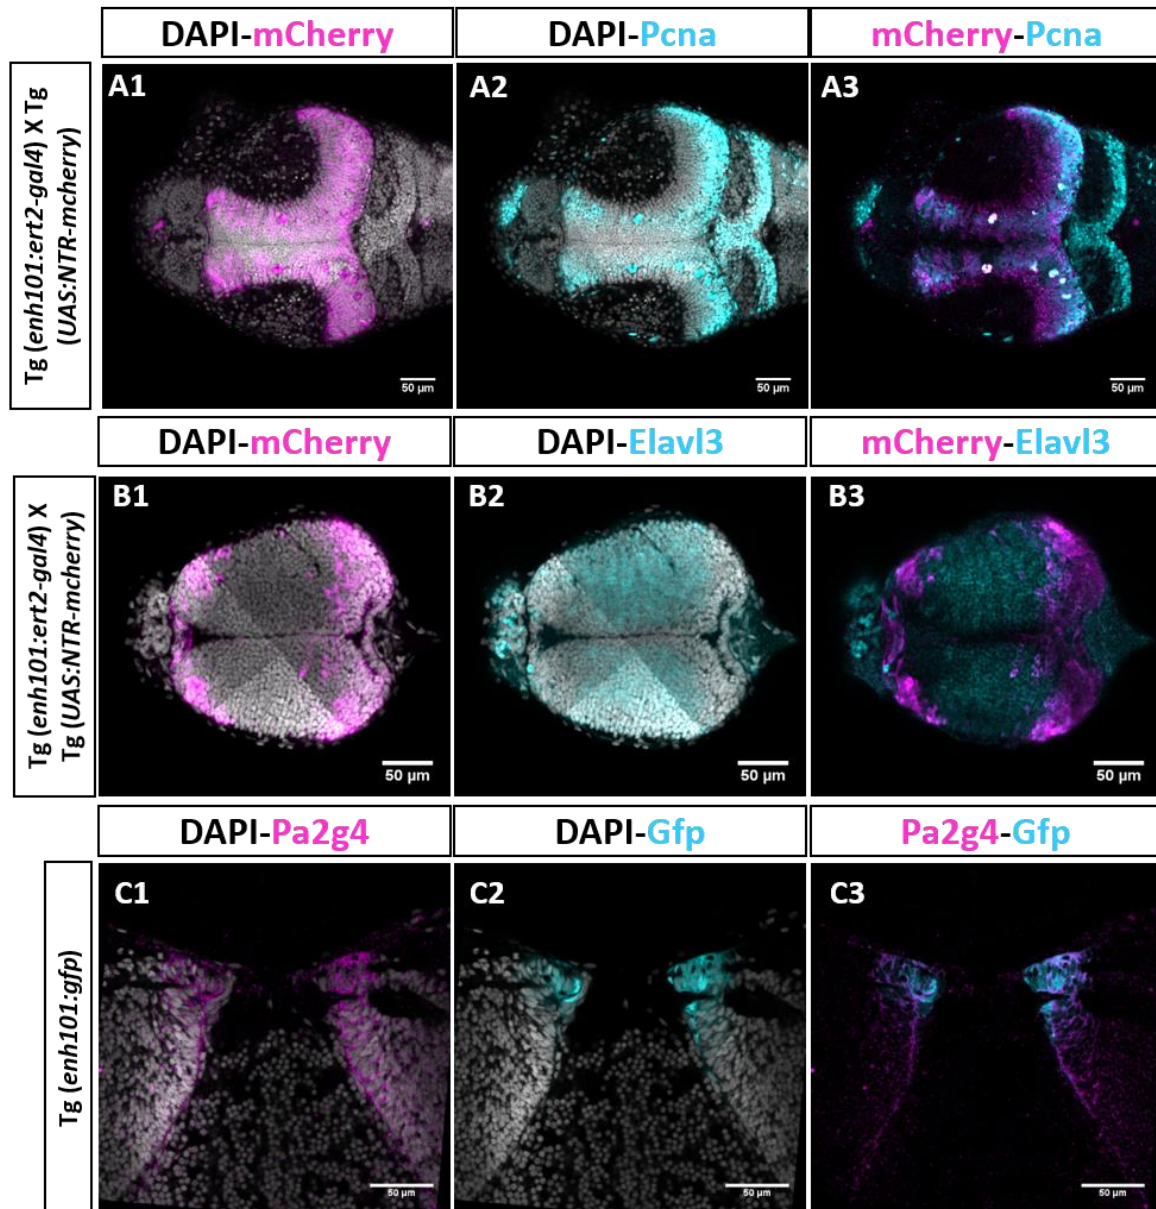 DAPI-mCherry
DAPI-Pcna
mCherry-Pcna
Tg (enh101:ert2-gal4) X Tg
(UAS:NTR-mcherry)
A1
A2
A3
50 µm
50 µm
50 µm
DAPI-mCherry
DAPI-Elavl3
mCherry-Elavl3
Tg (enh101:ert2-gal4) X
Tg (UAS:NTR-mcherry)
B1
B2
B3
50 µm
50 µm
50 µm
DAPI-Pa2g4
DAPI-Gfp
Pa2g4-Gfp
Tg (enh101:gfp)
C1
C2
C3
50 µm
50 µm
50 µm